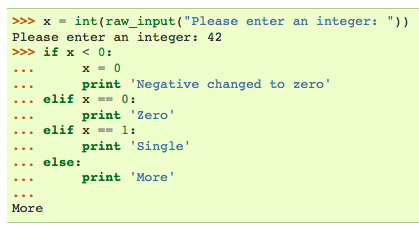 >>> x = int(raw_input("Please enter an integer: "))
Please enter an integer: 42
>>> if x < 0:
...      x = 0
...      print 'Negative changed to zero'
... elif x == 0:
...      print 'Zero'
... elif x == 1:
...      print 'Single'
... else:
...      print 'More'
...
More